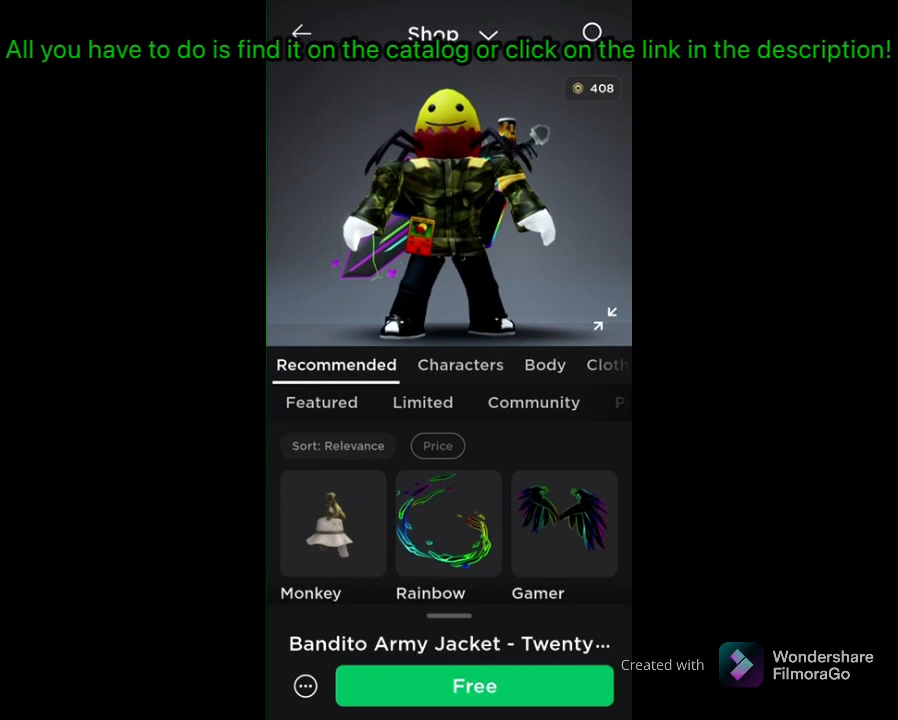 Shop
All you have to do is find it on the catalog or click on the link in the description!
408
Recommended Characters Body Cloth
Featured Limited Community
Sort: Relevance Price
Monkey Rainbow Gamer
Bandito Army Jacket - Twenty...
Free
Created with Wondershare
FilmoraGo